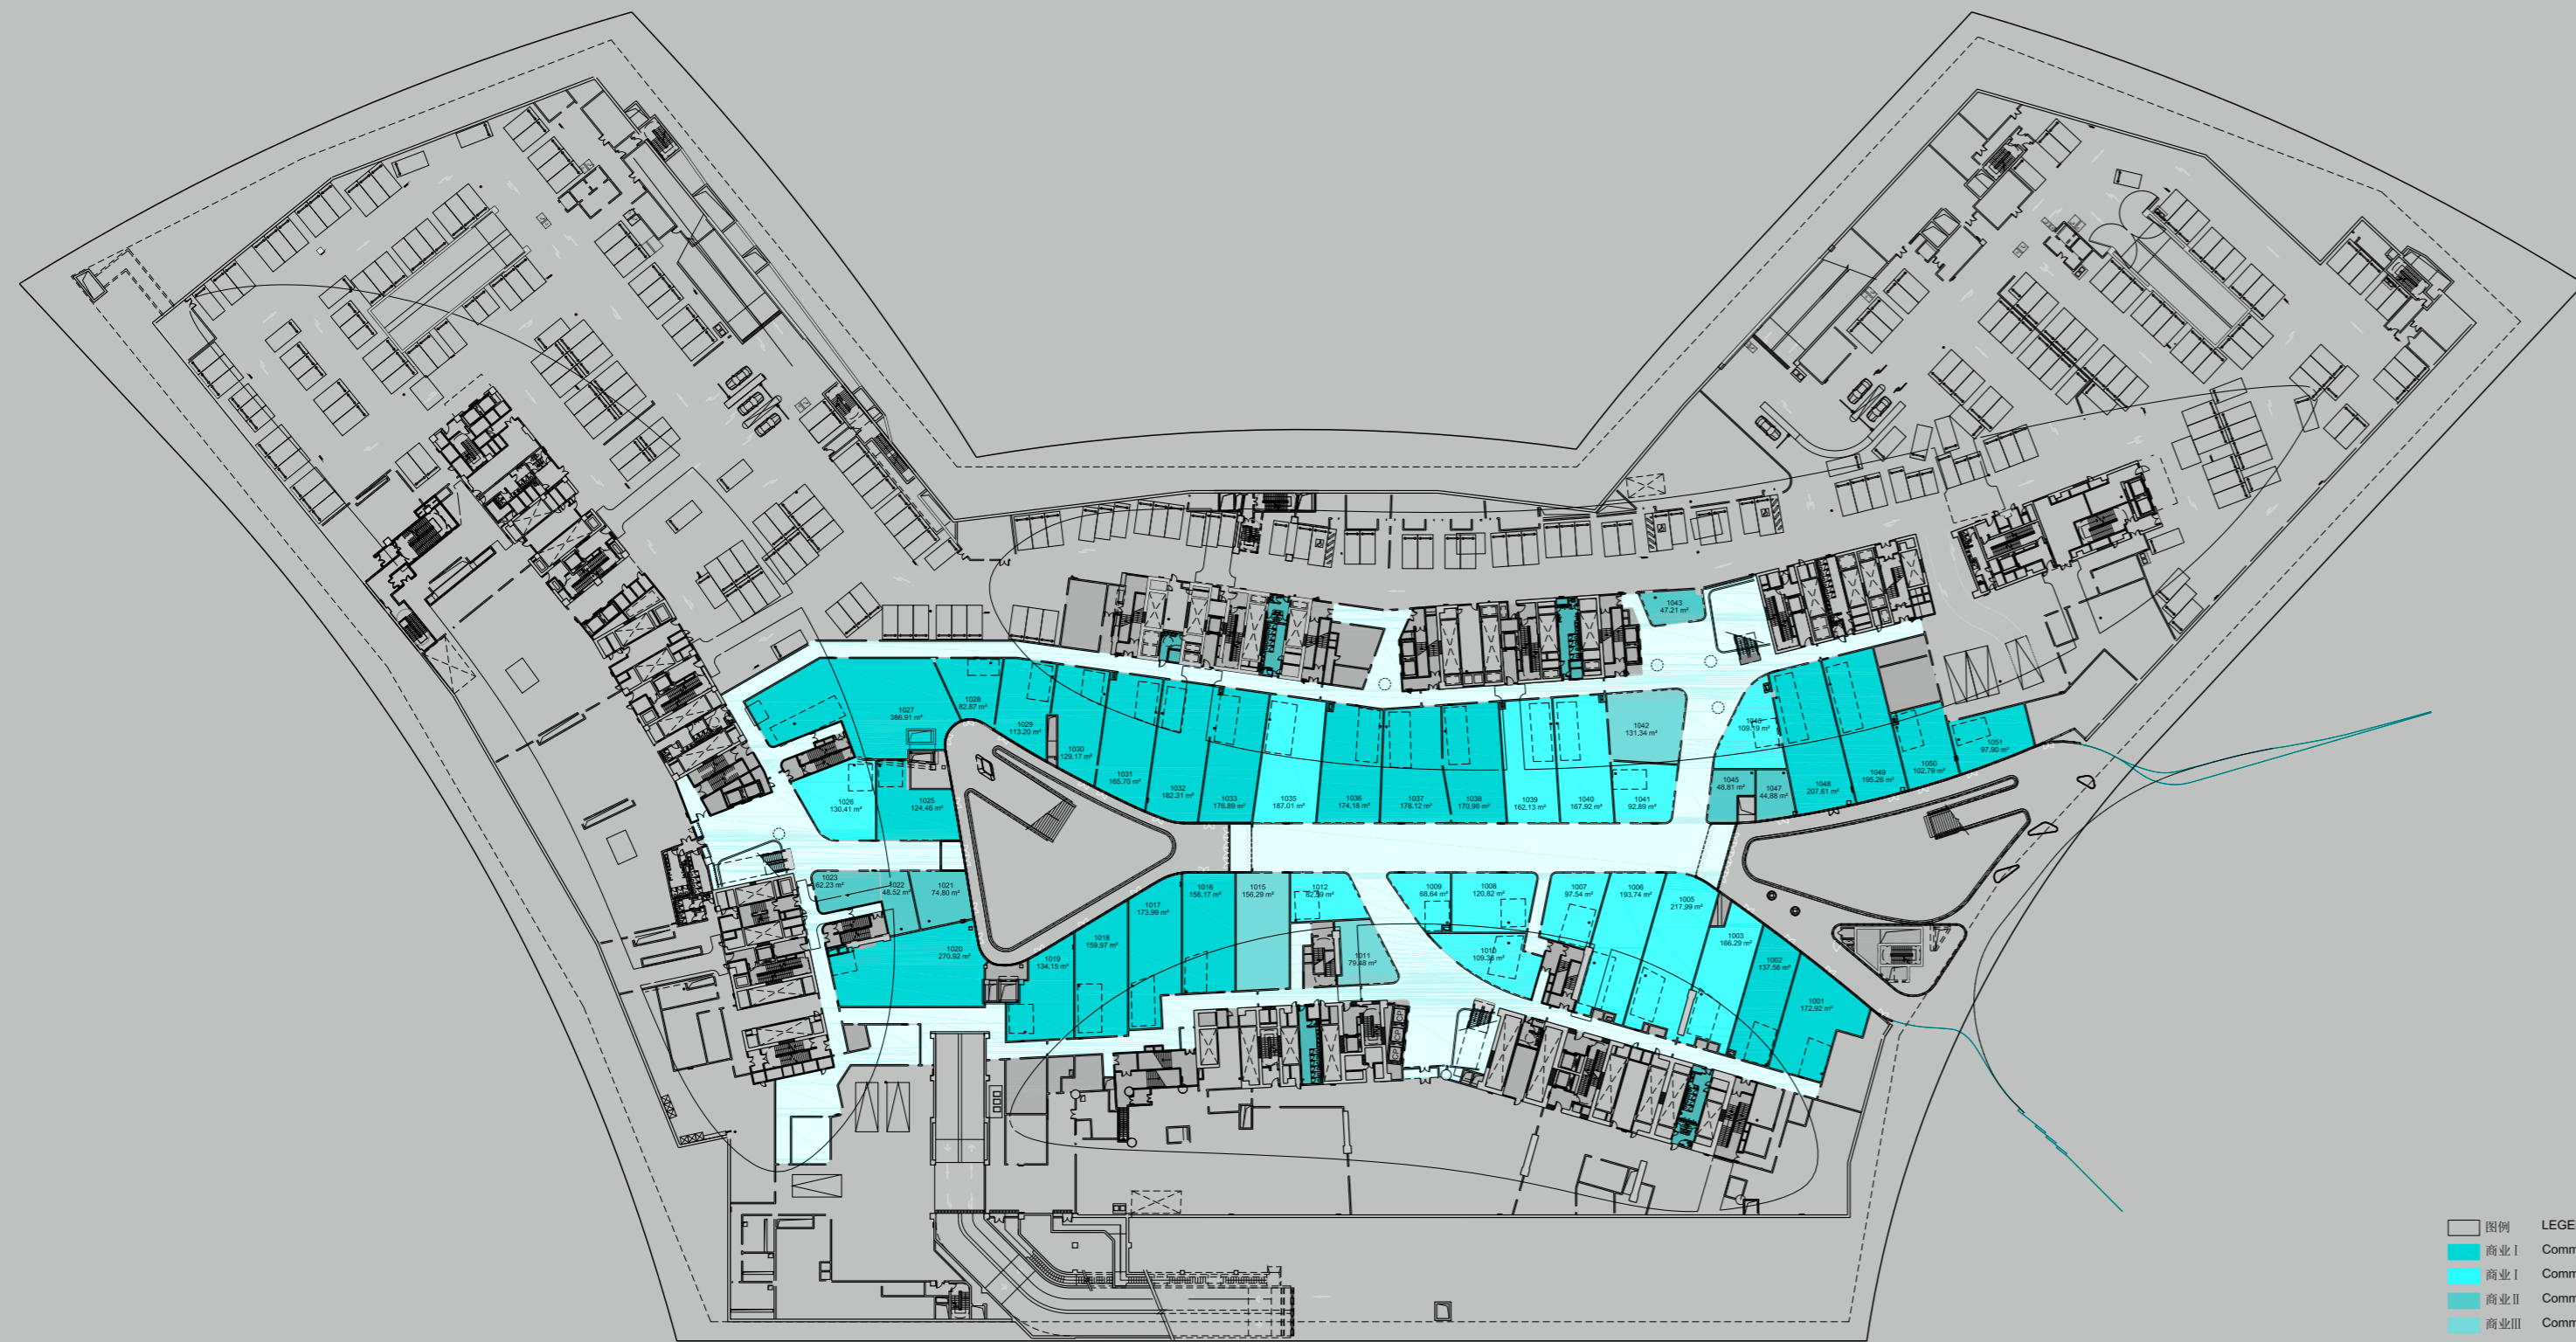 1043
47.21 m²
1027
386.91 m²
1028
82.87 m²
1029
113.20 m²
1030
129.17 m²
1031
165.70 m²
1032
182.31 m²
1033
176.89 m²
1035
187.01 m²
1036
174.18 m²
1037
178.12 m²
1038
170.96 m²
1039
162.13 m²
1040
167.92 m²
1041
92.89 m²
1042
131.34 m²
109.19 m²
1045
48.81 m²
1047
44.88 m²
1048
207.61 m²
1049
195.26 m²
1050
102.79 m²
1051
97.90 m²
1026
130.41 m²
1025
124.46 m²
1023
62.23 m²
1022
48.52 m²
1021
74.80 m²
1020
270.92 m²
1019
134.15 m²
1018
159.97 m²
1017
173.99 m²
1016
158.17 m²
1015
156.29 m²
1012
1011
79.48 m²
1009
68.64 m²
1008
120.82 m²
1010
1007
97.54 m²
1006
193.74 m²
1005
217.99 m²
1003
166.29 m²
1002
137.56 m²
1001
172.92 m²
图例 LEGE
商业Ⅰ Comm
商业Ⅰ Comm
商业Ⅱ Comm
商业Ⅲ Comm